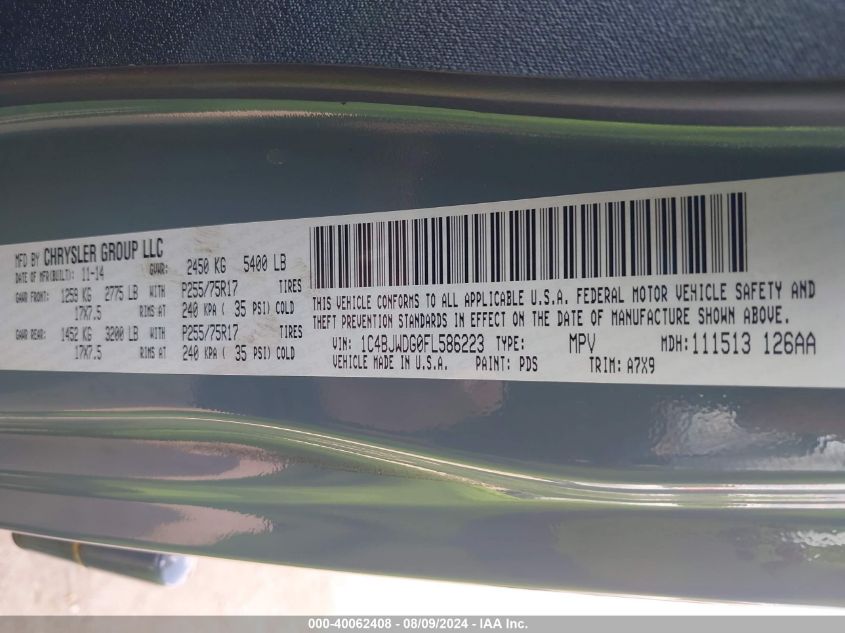 MFD BY CHRYSLER GROUP LLC
DATE OF MFR(BUILT): 11-14 GVWR: 2450 KG 5400 LB
GAWR FRONT: 1259 KG 2775 LB WITH P255/75R17 TIRES
17X7.5 RIMS AT 240 KPA ( 35 PSI) COLD
GAWR REAR: 1452 KG 3200 LB WITH P255/75R17 TIRES
17X7.5 RIMS AT 240 KPA ( 35 PSI) COLD
THIS VEHICLE CONFORMS TO ALL APPLICABLE U.S.A. FEDERAL MOTOR VEHICLE SAFETY AND
THEFT PREVENTION STANDARDS IN EFFECT ON THE DATE OF MANUFACTURE SHOWN ABOVE.
VIN: 1C4BJWDG0FL586223 TYPE: MPV MDH: 111513 126AA
VEHICLE MADE IN U.S.A. PAINT: PDS TRIM: A7X9
000-40062408 - 08/09/2024 - IAA Inc.